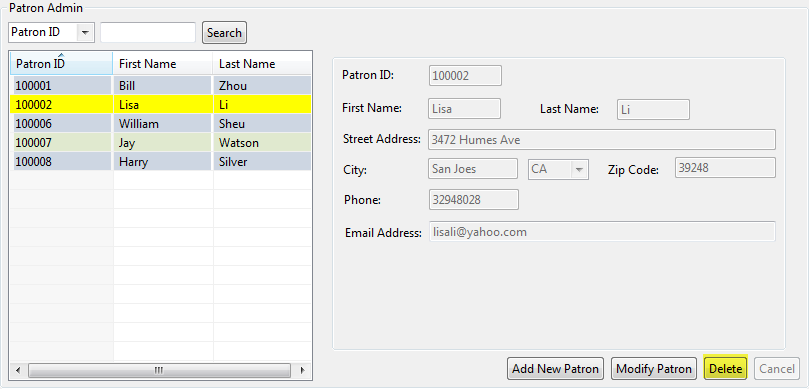 Patron Admin
Patron ID Search
Patron ID First Name Last Name
100001 Bill Zhou
100002 Lisa Li
100006 William Sheu
100007 Jay Watson
100008 Harry Silver
Patron ID: 100002
First Name: Lisa Last Name: Li
Street Address: 3472 Humes Ave
City: San Joes CA Zip Code: 39248
Phone: 32948028
Email Address: lisali@yahoo.com
Add New Patron Modify Patron Delete Cancel